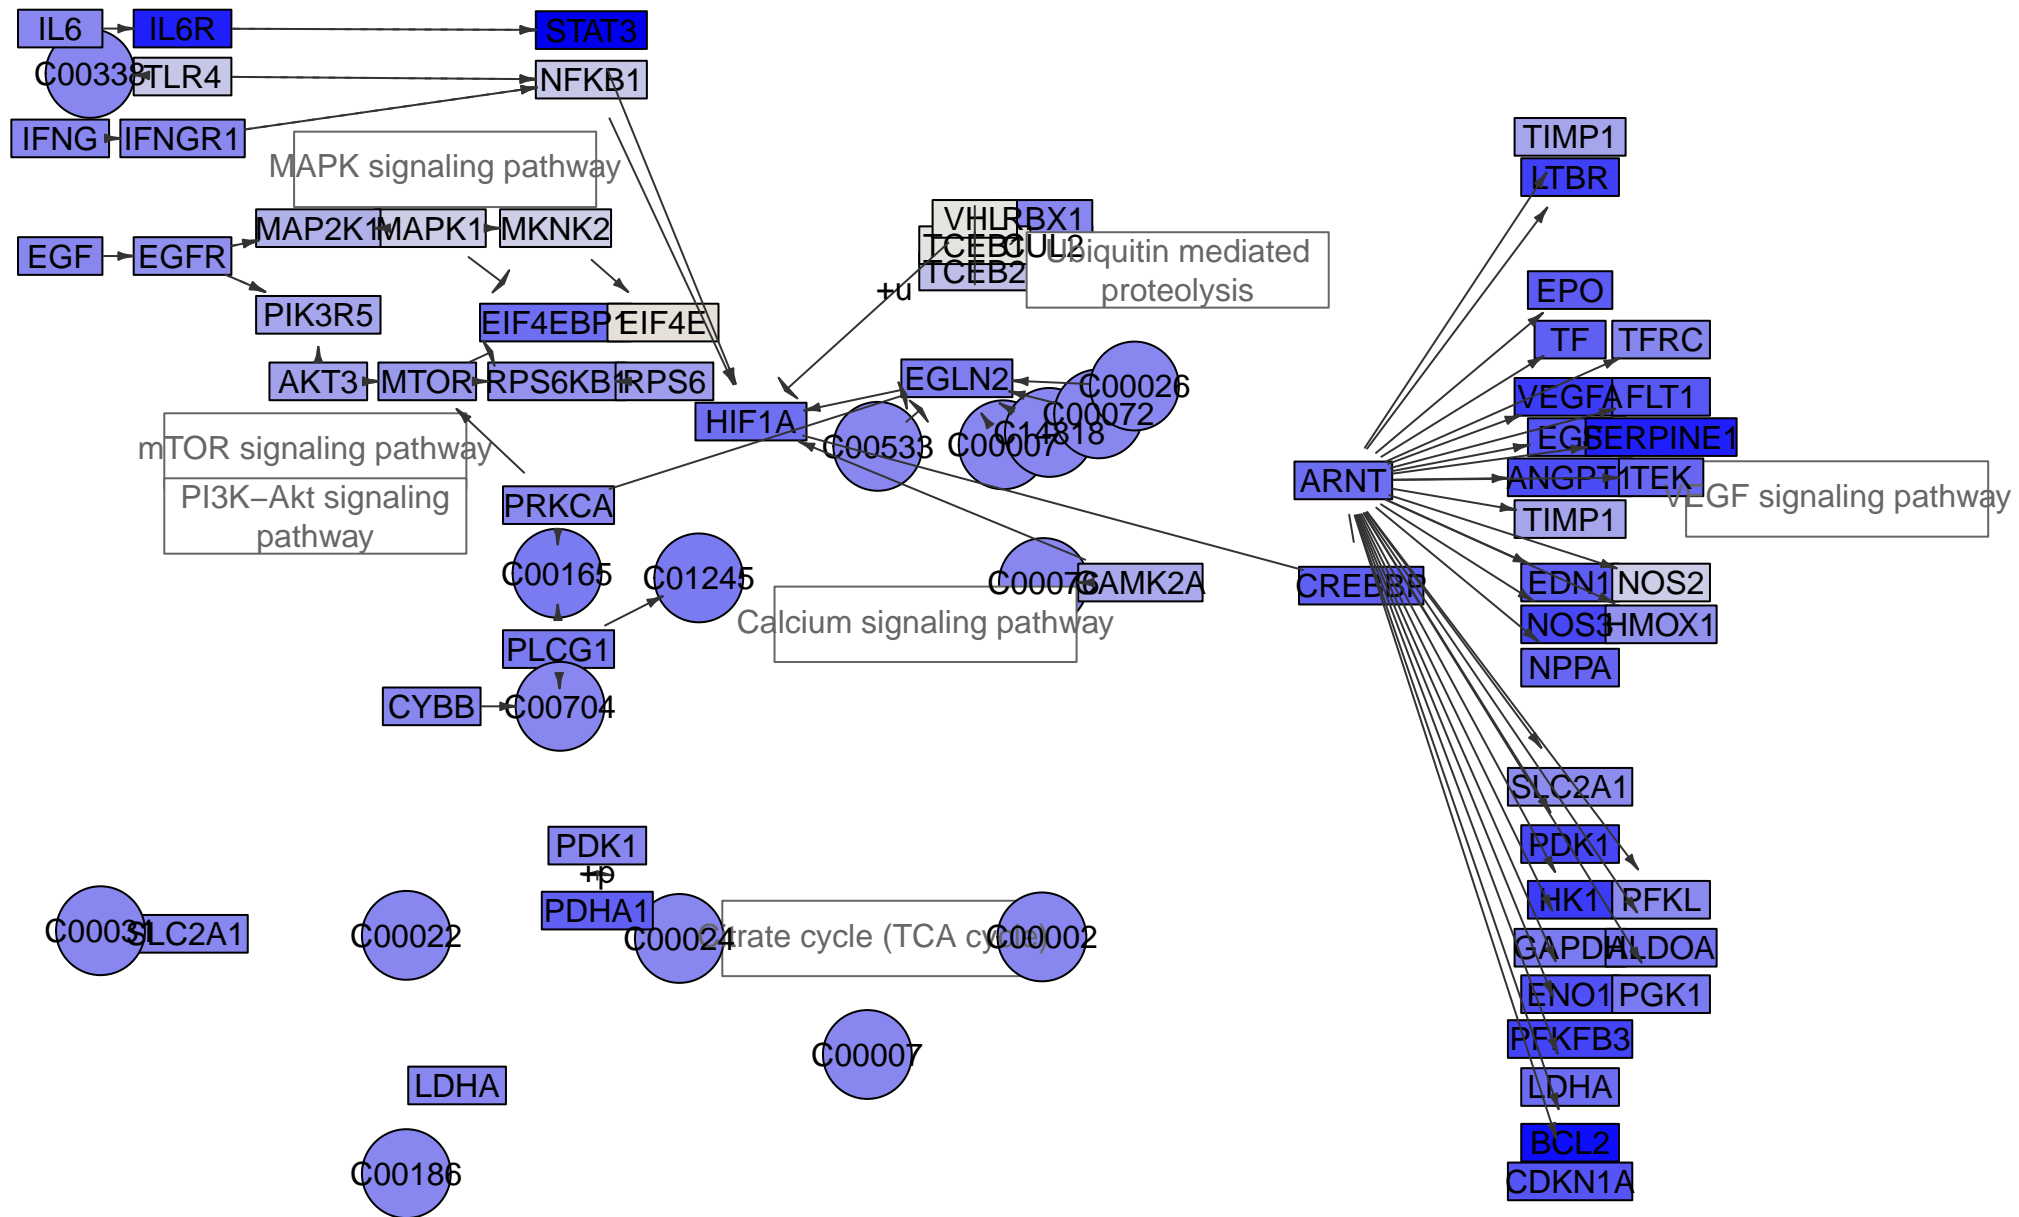 IL6
IL6R
STAT3
C00338
TLR4
NFKB1
IFNG
IFNGR1
MAPK signaling pathway
TIMP1
LTBR
MAP2K1
MAPK1
MKNK2
VHL
RBX1
EGF
EGFR
TCEB1
CUL2
TCEB2
Ubiquitin mediated
proteolysis
+u
PIK3R5
EIF4EBP1
EIF4E
EPO
TF
TFRC
AKT3
MTOR
RPS6KB1
RPS6
EGLN2
C00026
C00072
C14818
C00007
C00533
HIF1A
VEGFA
FLT1
EGF
SERPINE1
mTOR signaling pathway
PI3K–Akt signaling
pathway
PRKCA
ARNT
ANGPT1
TEK
VEGF signaling pathway
TIMP1
C00165
C01245
C00076
CAMK2A
CREBBP
EDN1
NOS2
Calcium signaling pathway
NOS3
HMOX1
PLCG1
NPPA
CYBB
C00704
SLC2A1
PDK1
+p
PDK1
PDHA1
HK1
PFKL
C00031
SLC2A1
C00022
C00024
Citrate cycle (TCA cycle)
C00002
GAPDH
ALDOA
ENO1
PGK1
C00007
PFKFB3
LDHA
LDHA
BCL2
C00186
CDKN1A